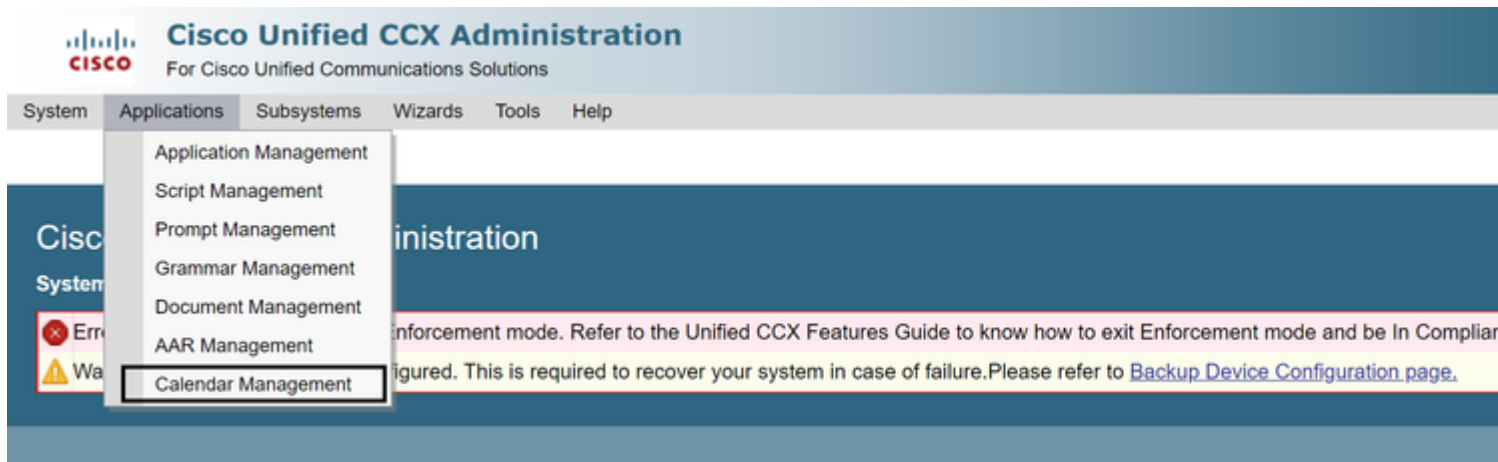 CISCO
Cisco Unified CCX Administration
For Cisco Unified Communications Solutions
System Applications Subsystems Wizards Tools Help
Application Management
Script Management
Prompt Management
Grammar Management
Document Management
AAR Management
Calendar Management
Cisc inistration
System
Err Enforcement mode. Refer to the Unified CCX Features Guide to know how to exit Enforcement mode and be In Complian
Wa figured. This is required to recover your system in case of failure.Please refer to Backup Device Configuration page.